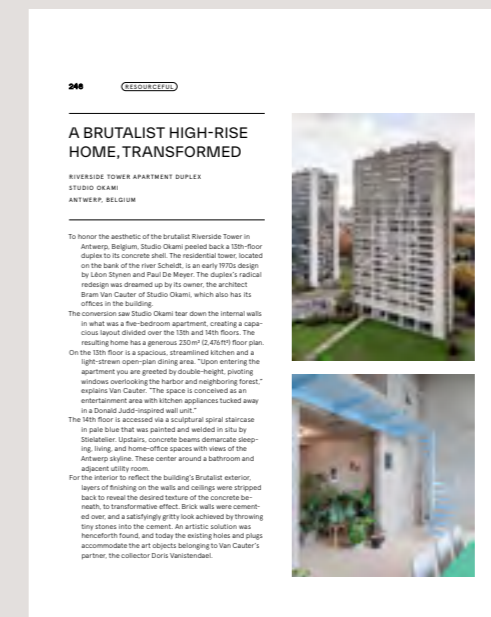 246
RESOURCEFUL
A BRUTALIST HIGH-RISE
HOME, TRANSFORMED
RIVERSIDE TOWER APARTMENT DUPLEX
STUDIO OKAMI
ANTWERP, BELGIUM
To honor the aesthetic of the brutalist Riverside Tower in
Antwerp, Belgium, Studio Okami peeled back a 13th-floor
duplex to its concrete shell. The residential tower, located
on the bank of the river Scheldt, is an early 1970s design
by Léon Stynen and Paul De Meyer. The duplex's radical
redesign was dreamed up by its owner, the architect
Bram Van Cauter of Studio Okami, which also has its
offices in the building.
The conversion saw Studio Okami tear down the internal walls
in what was a five-bedroom apartment, creating a capa-
cious layout divided over the 13th and 14th floors. The
resulting home has a generous 230 m² (2,476 ft²) floor plan.
On the 13th floor is a spacious, streamlined kitchen and a
light-strewn open-plan dining area. "Upon entering the
apartment you are greeted by double-height, pivoting
windows overlooking the harbor and neighboring forest,"
explains Van Cauter. "The space is conceived as an
entertainment area with kitchen appliances tucked away
in a Donald Judd-inspired wall unit."
The 14th floor is accessed via a sculptural spiral staircase
in pale blue that was painted and welded in situ by
Stielatelier. Upstairs, concrete beams demarcate sleep-
ing, living, and home-office spaces with views of the
Antwerp skyline. These center around a bathroom and
adjacent utility room.
For the interior to reflect the building's Brutalist exterior,
layers of finishing on the walls and ceilings were stripped
back to reveal the desired texture of the concrete be-
neath, to transformative effect. Brick walls were cement-
ed over, and a satisfyingly gritty look achieved by throwing
tiny stones into the cement. An artistic solution was
henceforth found, and today the existing holes and plugs
accommodate the art objects belonging to Van Cauter's
partner, the collector Doris Vanistendael.